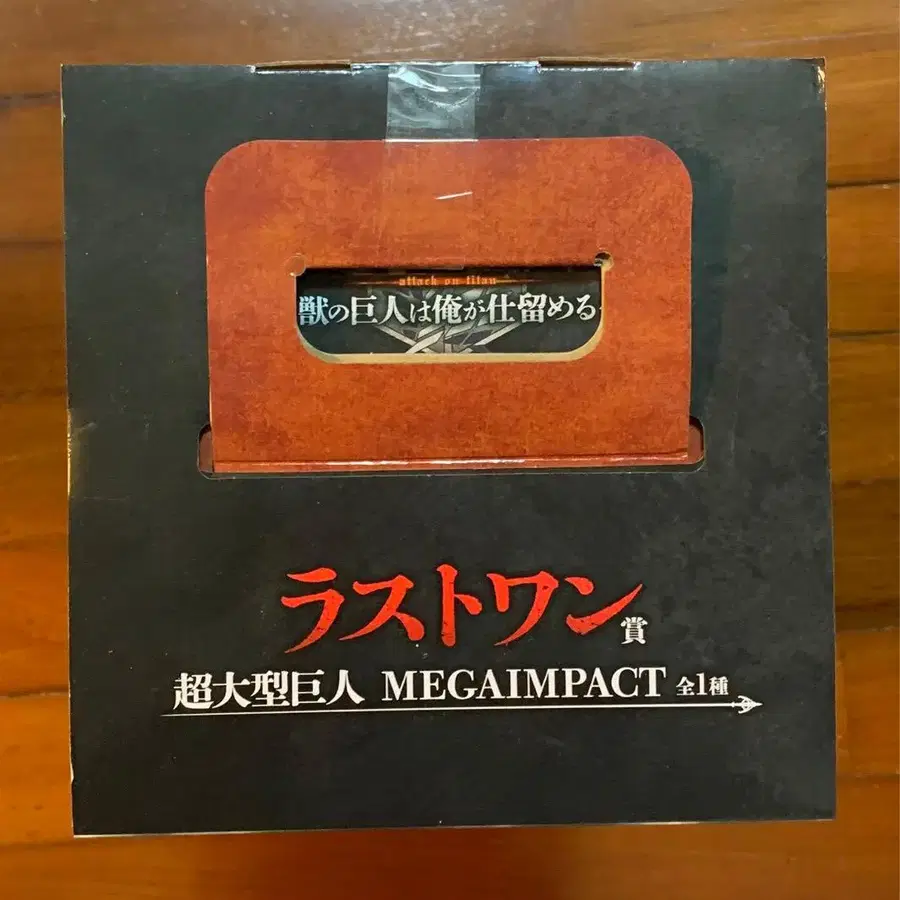 attack on titan
獣の巨人は俺が仕留める
ラストワン賞
超大型巨人 MEGAIMPACT 全1種